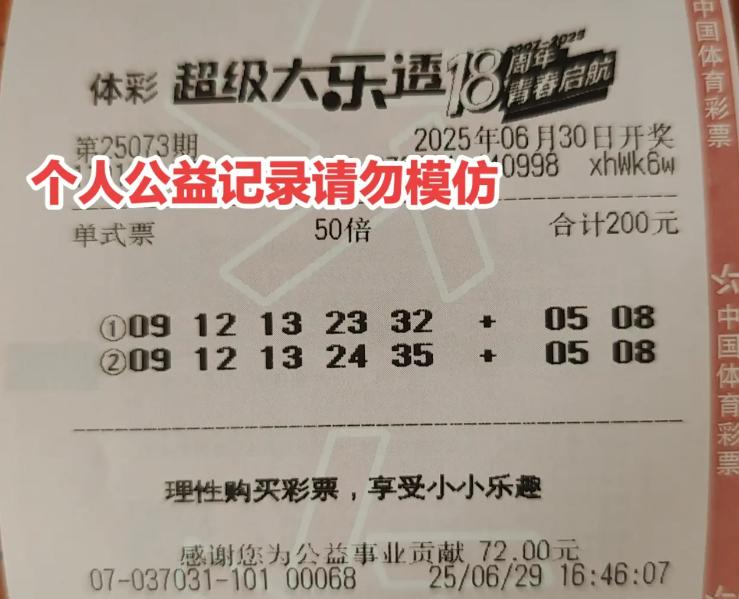 体彩 超级大乐透 18周年 2007-2025 青春启航
第25073期 2025年06月30日开奖
个人公益记录请勿模仿
0998 xhWk6w
单式票 50倍 合计200元
①09 12 13 23 32 + 05 08
②09 12 13 24 35 + 05 08
理性购买彩票，享受小小乐趣
感谢您为公益事业贡献 72.00元
07-037031-101 00068 25/06/29 16:46:07
中国体育彩票
中国体育彩票